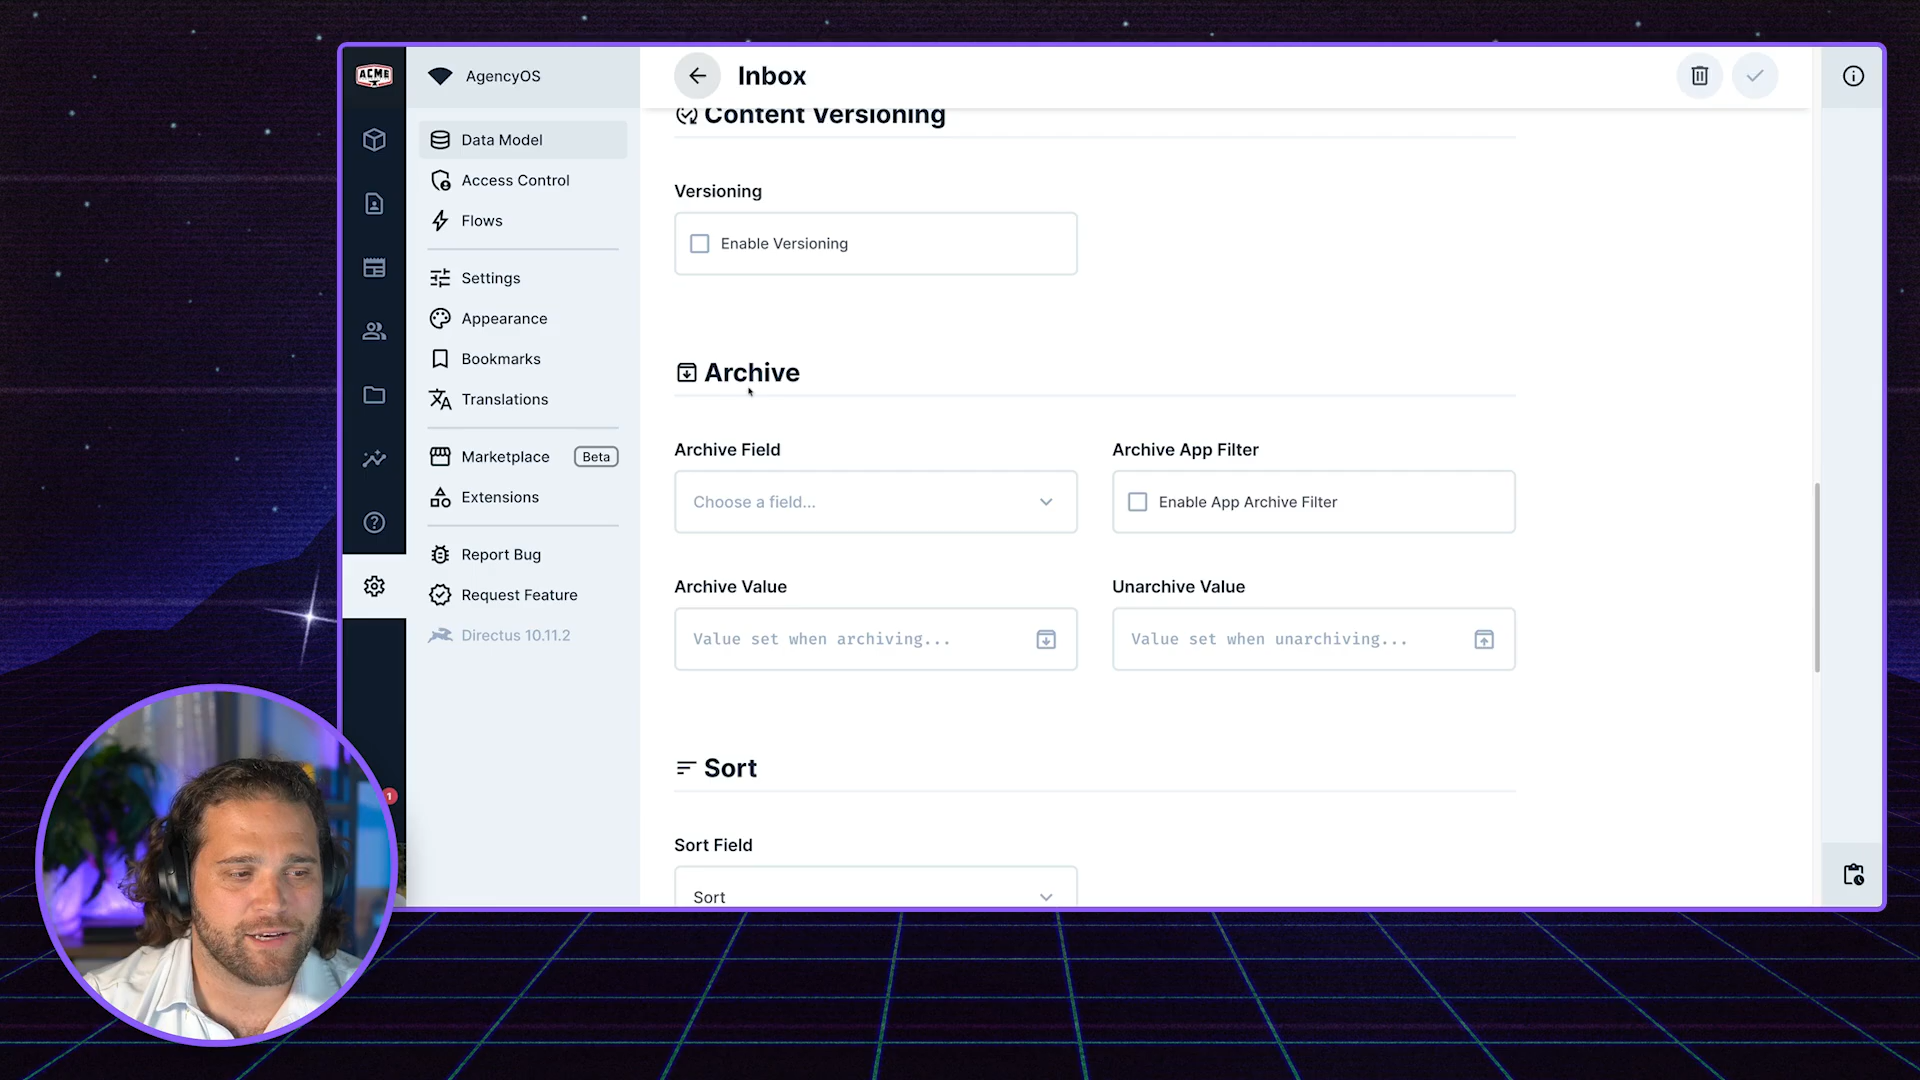 ACME
AgencyOS
Inbox
Content Versioning
Data Model
Access Control
Flows
Settings
Appearance
Bookmarks
Translations
Marketplace
Beta
Extensions
Report Bug
Request Feature
Directus 10.11.2
Versioning
Enable Versioning
Archive
Archive Field
Archive App Filter
Choose a field...
Enable App Archive Filter
Archive Value
Unarchive Value
Value set when archiving...
Value set when unarchiving...
Sort
Sort Field
Sort
1